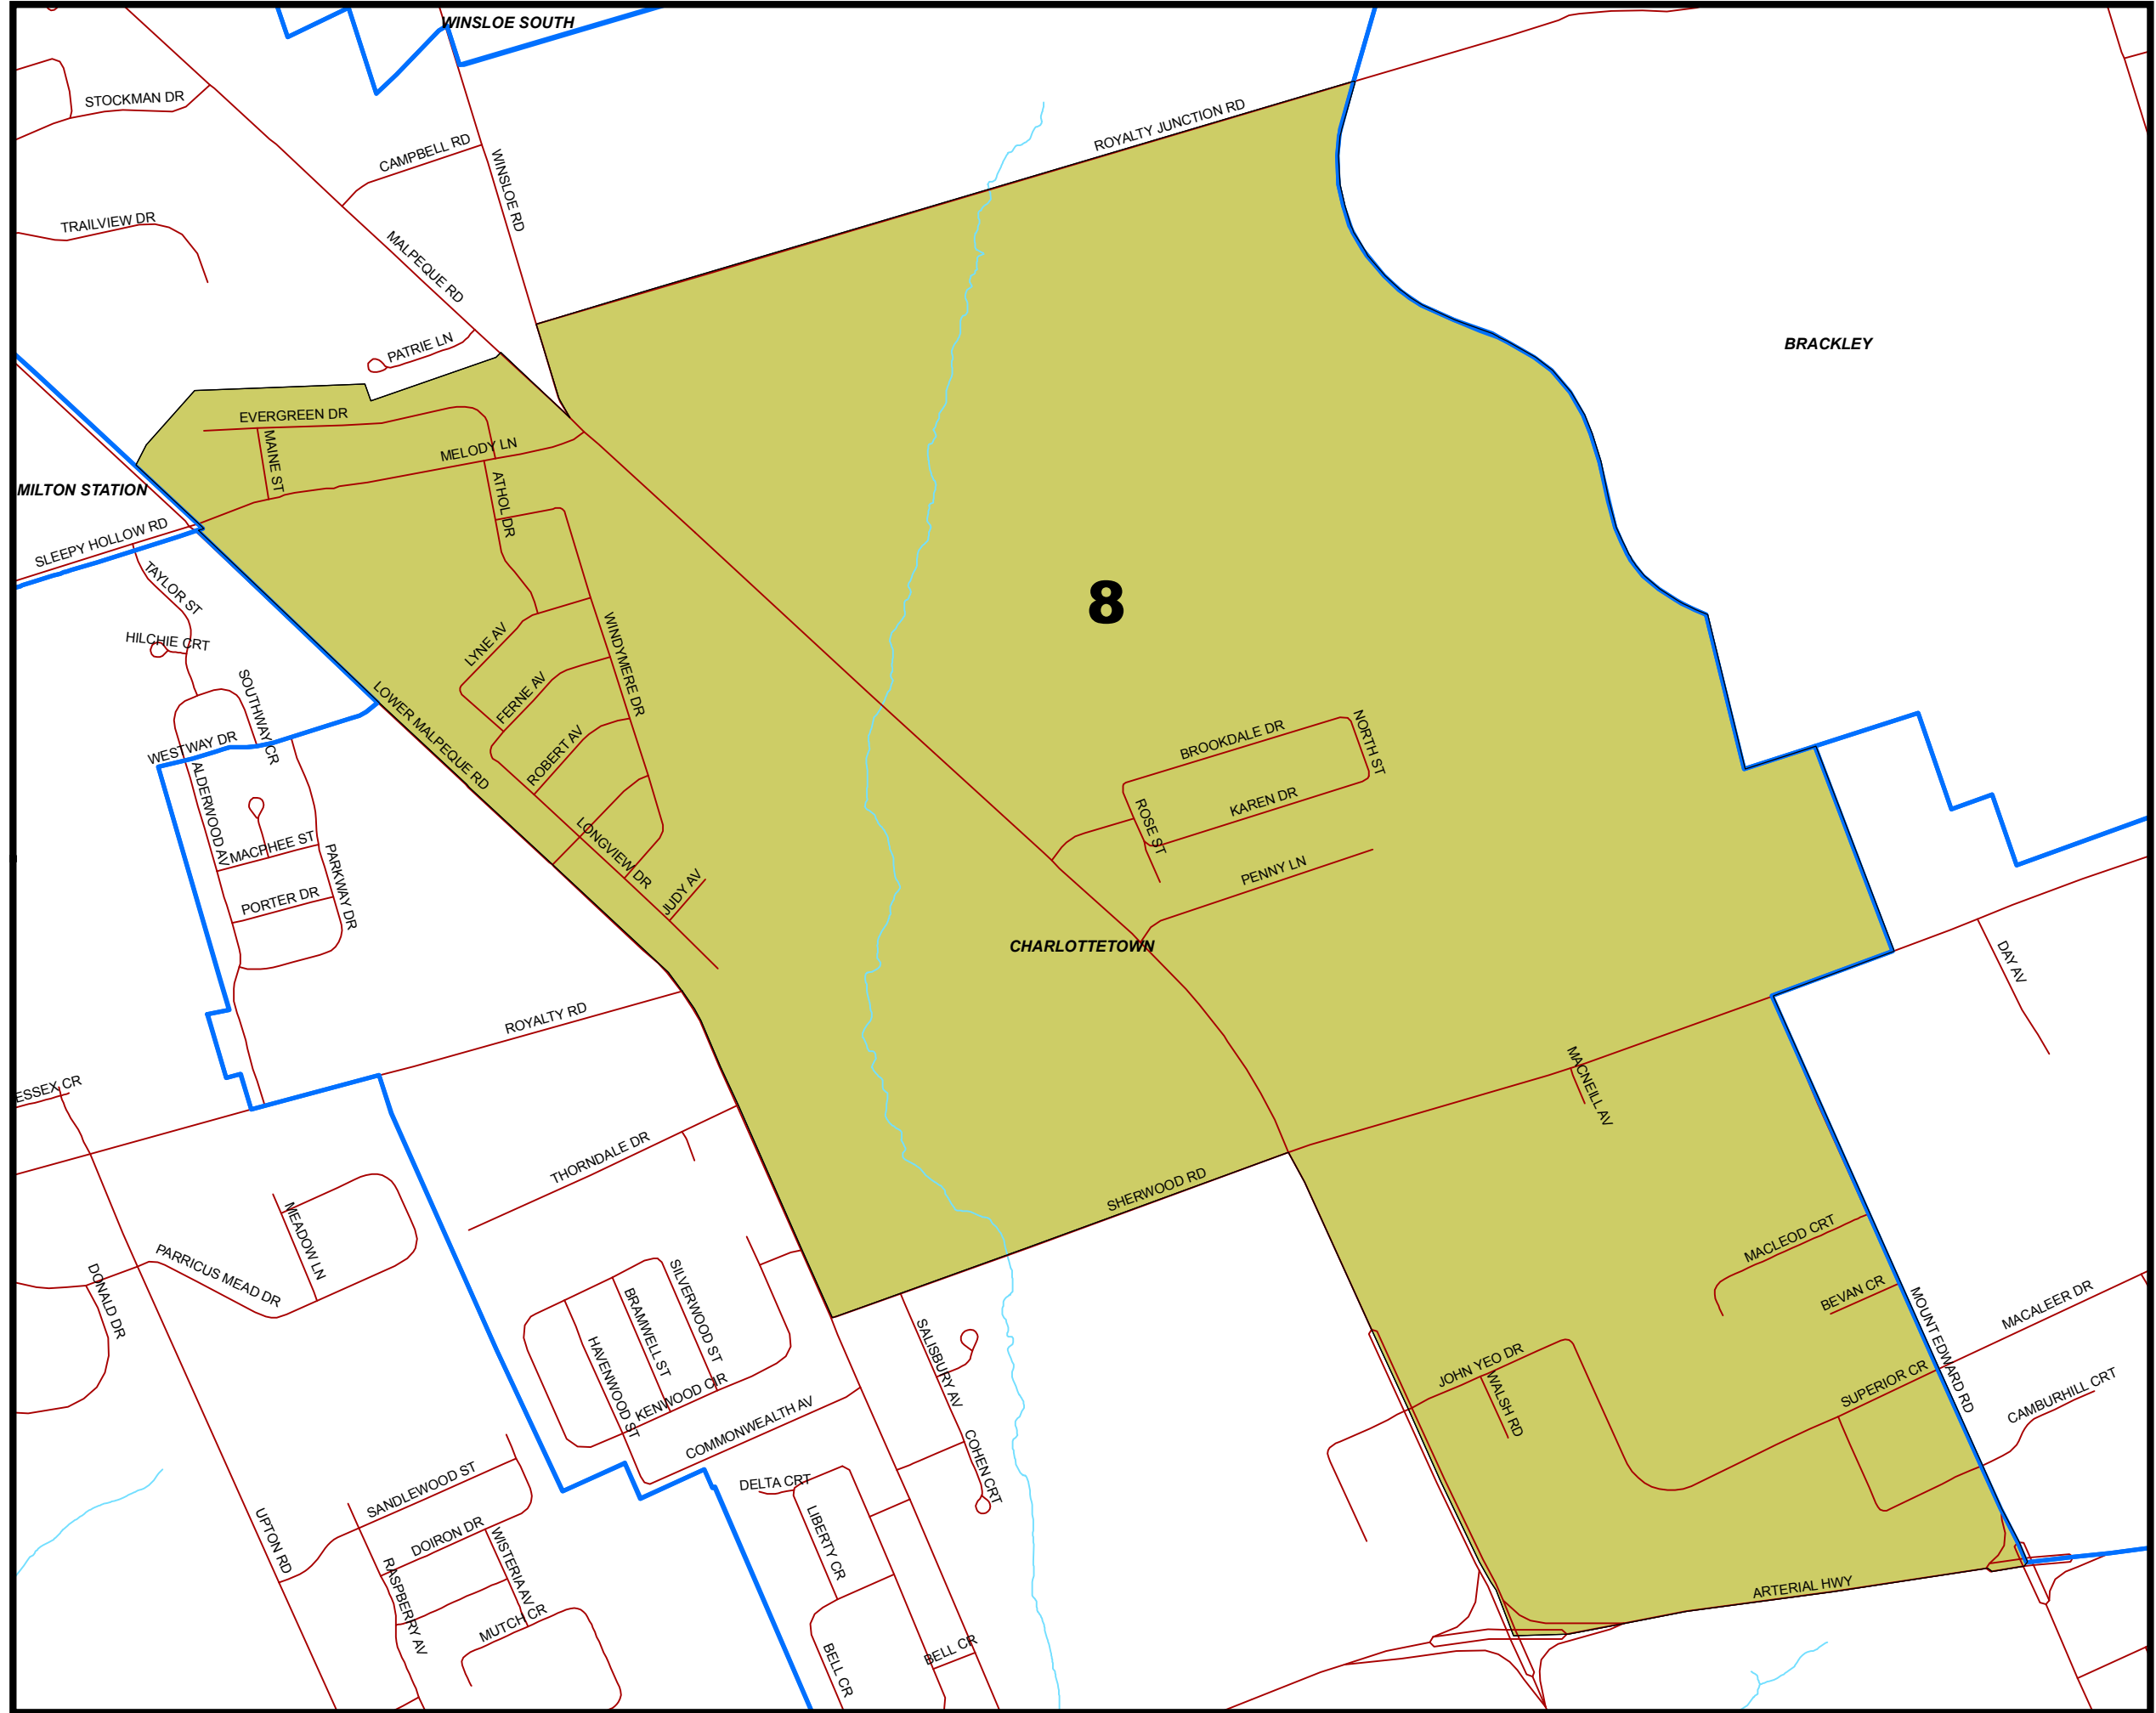 WINSLOE SOUTH
STOCKMAN DR
ROYALTY JUNCTION RD
CAMPBELL RD
WINSLOE RD
TRAILVIEW DR
MALPEQUE RD
PATRIE LN
BRACKLEY
EVERGREEN DR
MAINE ST
MELODY LN
ATHOL DR
MILTON STATION
SLEEPY HOLLOW RD
TAYLOR ST
8
HILCHIE CRT
LYNE AV
WINDYMERE DR
SOUTHWAY CR
FERNE AV
LOWER MALPEQUE RD
WESTWAY DR
ROBERT AV
BROOKDALE DR
NORTH ST
ALDERWOOD AV
KAREN DR
ROSE ST
MACPHEE ST
LONGVIEW DR
PARKWAY DR
PENNY LN
JUDY AV
PORTER DR
CHARLOTTETOWN
DAY AV
ROYALTY RD
MACNEILL AV
ESSEX CR
THORNDALE DR
SHERWOOD RD
MEADOW LN
MACLEOD CRT
PARRICUS MEAD DR
DONALD DR
SILVERWOOD ST
BRAMWELL ST
HAVENWOOD ST
BEVAN CR
MOUNT EDWARD RD
MACALEER DR
SALISBURY AV
JOHN YEO DR
WALSH RD
SUPERIOR CR
KENWOOD CIR
CAMBURHILL CRT
COMMONWEALTH AV
COHEN CRT
SANDLEWOOD ST
DELTA CRT
LIBERTY CR
UPTON RD
DOIRON DR
WISTERIA AV
RASPBERRY AV
ARTERIAL HWY
MUTCH CR
BELL CR
BELL CR